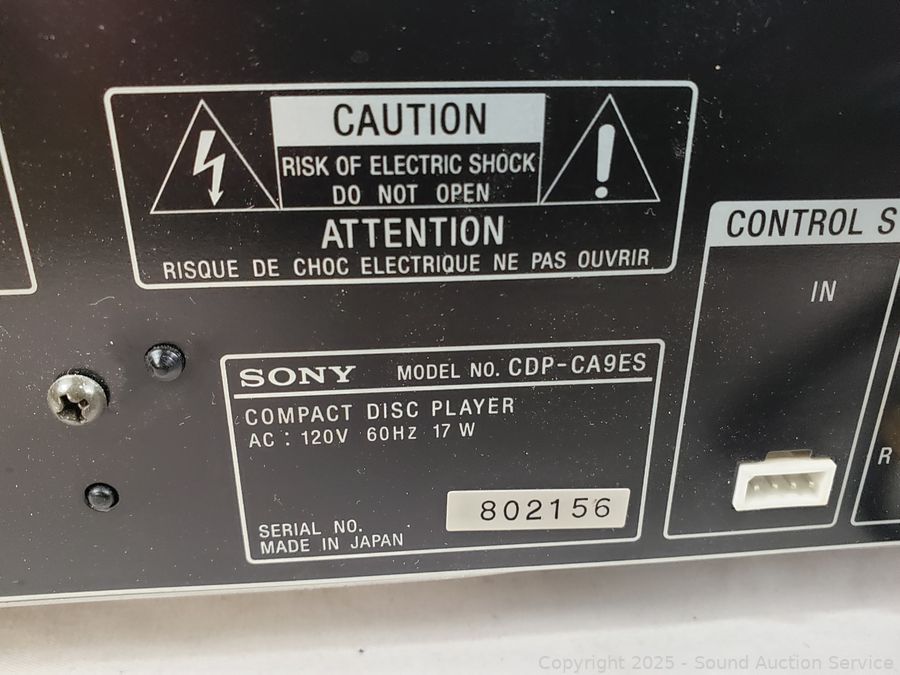 CAUTION
RISK OF ELECTRIC SHOCK
DO NOT OPEN
ATTENTION
RISQUE DE CHOC ELECTRIQUE NE PAS OUVRIR
CONTROL S
IN
R
SONY MODEL NO. CDP-CA9ES
COMPACT DISC PLAYER
AC : 120V 60HZ 17 W
802156
SERIAL NO.
MADE IN JAPAN
Copyright 2025 - Sound Auction Service